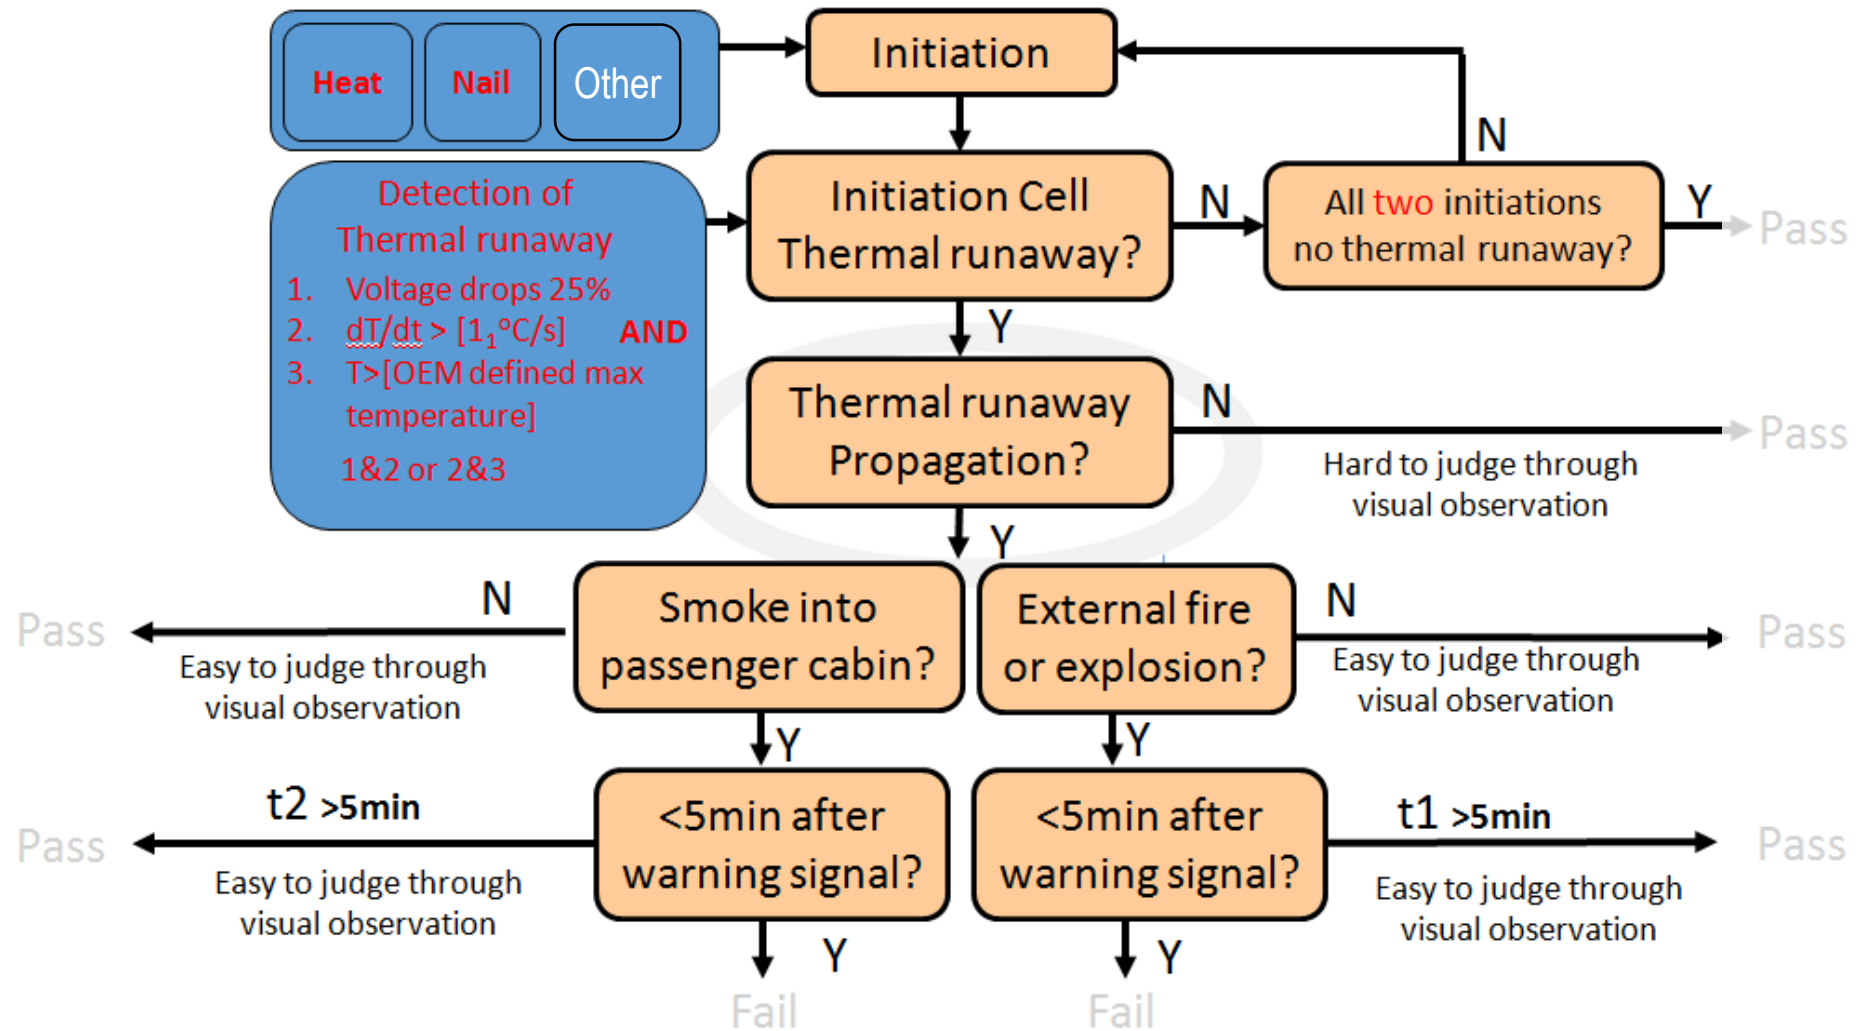 Heat
Nail
Other
Initiation
N
Detection of
Thermal runaway
1. Voltage drops 25%
2. dT/dt > [1₁°C/s] AND
3. T>[OEM defined max
temperature]
1&2 or 2&3
Initiation Cell
Thermal runaway?
N
All two initiations
no thermal runaway?
Y
Pass
Y
Thermal runaway
Propagation?
N
Pass
Hard to judge through
visual observation
Y
Pass
N
Easy to judge through
visual observation
Smoke into
passenger cabin?
External fire
or explosion?
N
Pass
Easy to judge through
visual observation
Y
Y
Pass
t2 >5min
Easy to judge through
visual observation
<5min after
warning signal?
<5min after
warning signal?
t1 >5min
Pass
Easy to judge through
visual observation
Y
Y
Fail
Fail